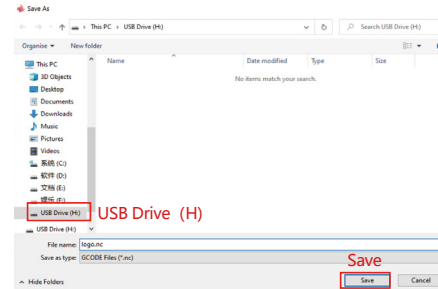 Save As
This PC › USB Drive (H:)
Search USB Drive (H:)
Organise
New folder
Name
Date modified
Type
Size
No items match your search.
This PC
3D Objects
Desktop
Documents
Downloads
Music
Pictures
Videos
系统 (C:)
软件 (D:)
文档 (E:)
娱乐 (F:)
USB Drive (H:)
USB Drive（H)
USB Drive (H:)
File name: logo.nc
Save as type: GCODE Files (*.nc)
Save
Hide Folders
Save
Cancel